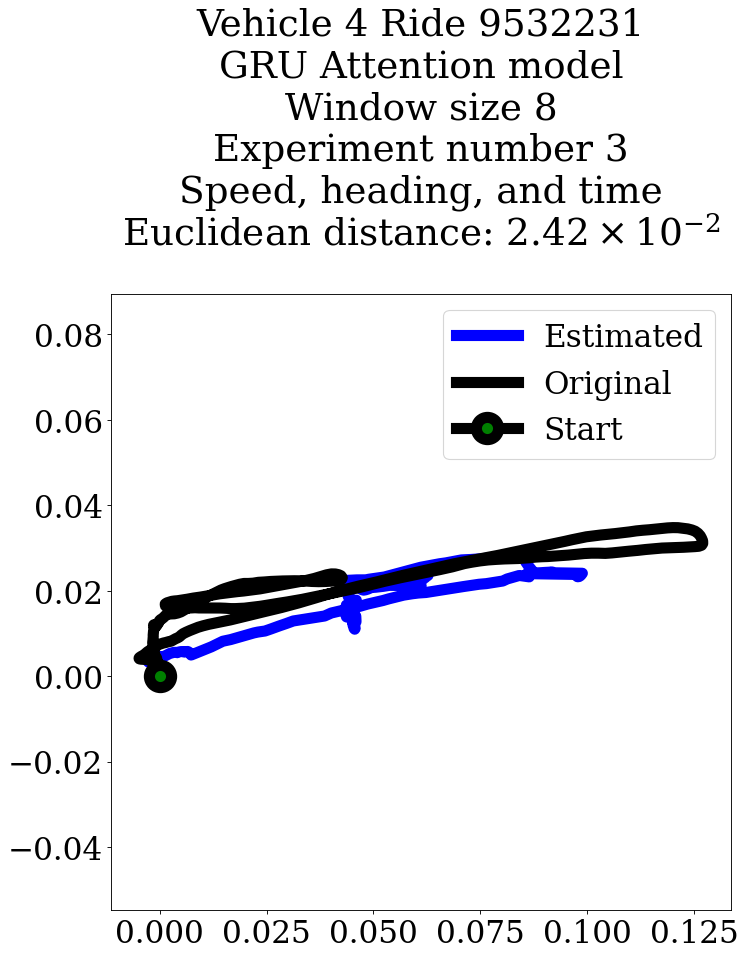 Vehicle 4 Ride 9532231
GRU Attention model
Window size 8
Experiment number 3
Speed, heading, and time
Euclidean distance: 2.42 × 10⁻²
Estimated
Original
Start
0.08
0.06
0.04
0.02
0.00
−0.02
−0.04
0.000 0.025 0.050 0.075 0.100 0.125